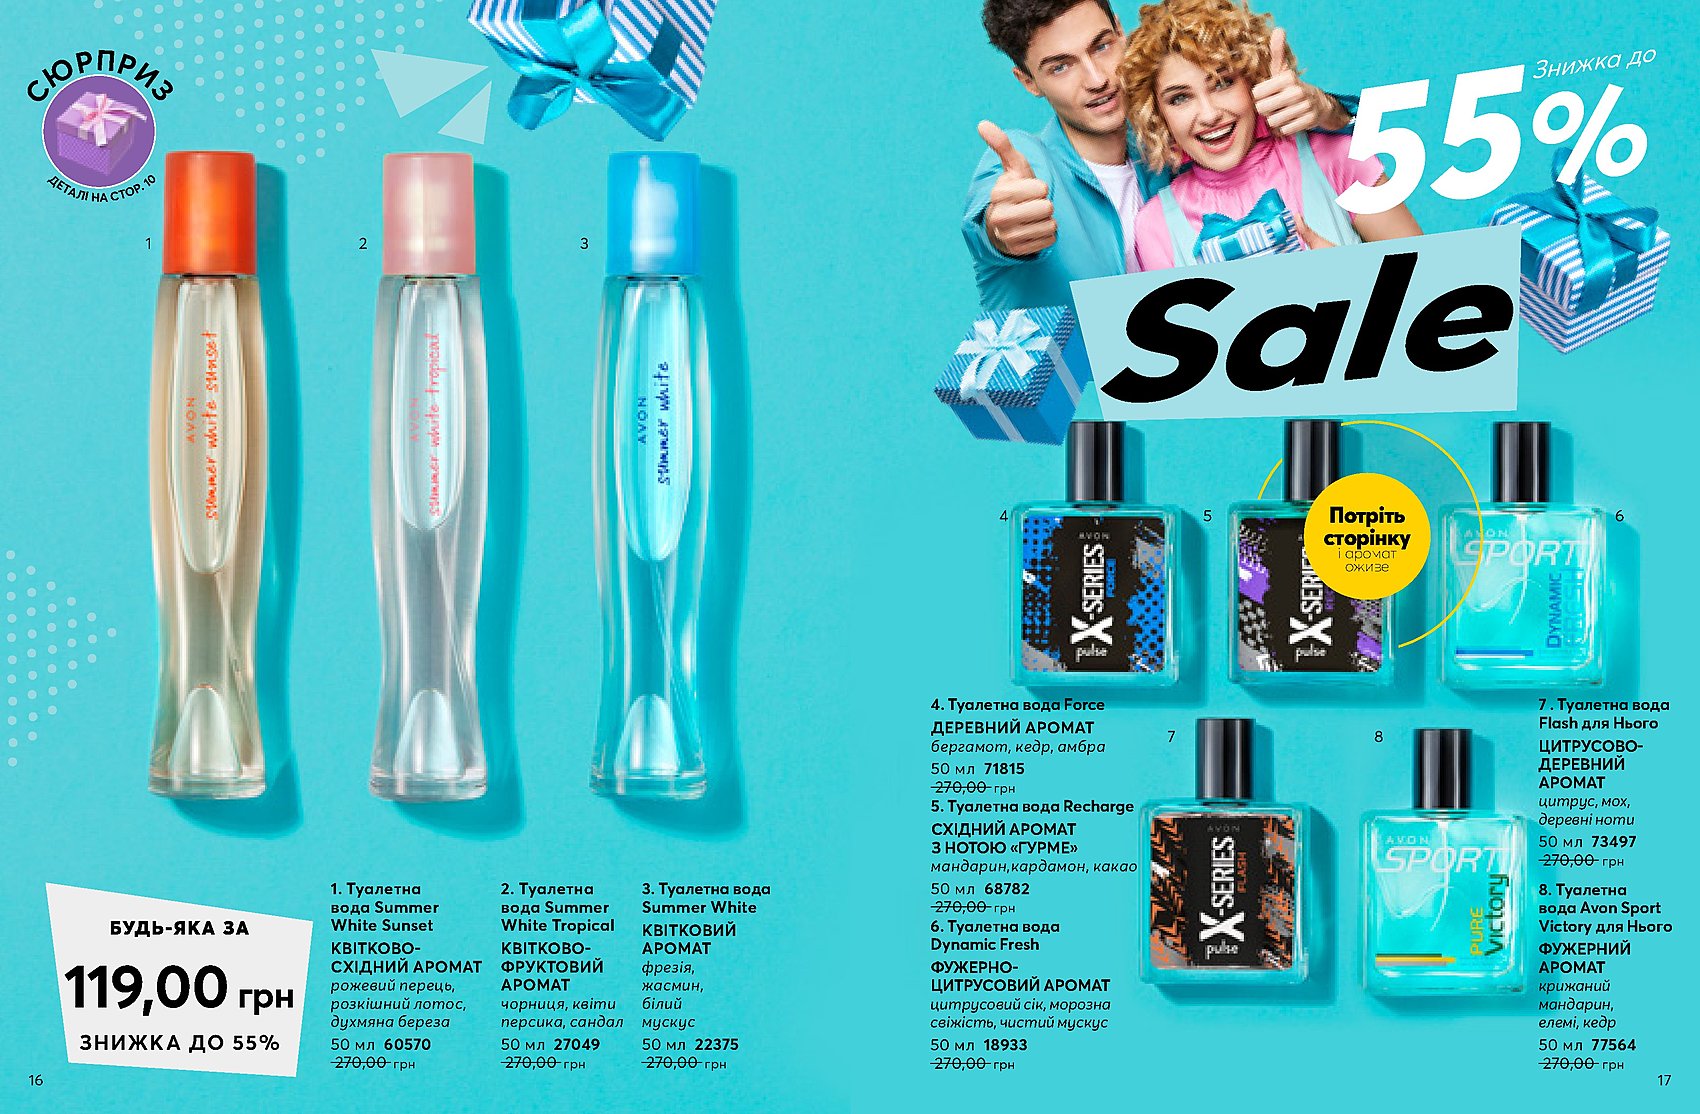 СЮРПРИЗ
ДЕТАЛІ НА СТОР. 10
1
2
3
AVON
summer white sunset
AVON
summer white tropical
AVON
summer white
БУДЬ-ЯКА ЗА
119,00 грн
ЗНИЖКА ДО 55%
1. Туалетна
вода Summer
White Sunset
КВІТКОВО-
СХІДНИЙ АРОМАТ
рожевий перець,
розкішний лотос,
духмяна береза
50 мл 60570
270,00 грн
2. Туалетна
вода Summer
White Tropical
КВІТКОВО-
ФРУКТОВИЙ
АРОМАТ
чорниця, квіти
персика, сандал
50 мл 27049
270,00 грн
3. Туалетна вода
Summer White
КВІТКОВИЙ
АРОМАТ
фрезія,
жасмин,
білий
мускус
50 мл 22375
270,00 грн
16
Знижка до
55%
Sale
4
5
6
AVON
X-SERIES
FORCE
pulse
X-SERIES
pulse
Потріть
сторінку
і аромат
оживе
AVON
SPORT
DYNAMIC
4. Туалетна вода Force
ДЕРЕВНИЙ АРОМАТ
бергамот, кедр, амбра
50 мл 71815
270,00 грн
5. Туалетна вода Recharge
СХІДНИЙ АРОМАТ
З НОТОЮ «ГУРМЕ»
мандарин,кардамон, какао
50 мл 68782
270,00 грн
6. Туалетна вода
Dynamic Fresh
ФУЖЕРНО-
ЦИТРУСОВИЙ АРОМАТ
цитрусовий сік, морозна
свіжість, чистий мускус
50 мл 18933
270,00 грн
7
8
AVON
X-SERIES
FLASH
pulse
AVON
SPORT
PURE
VICTORY
7 . Туалетна вода
Flash для Нього
ЦИТРУСОВО-
ДЕРЕВНИЙ
АРОМАТ
цитрус, мох,
деревні ноти
50 мл 73497
270,00 грн
8. Туалетна
вода Avon Sport
Victory для Нього
ФУЖЕРНИЙ
АРОМАТ
крижаний
мандарин,
елемі, кедр
50 мл 77564
270,00 грн
17